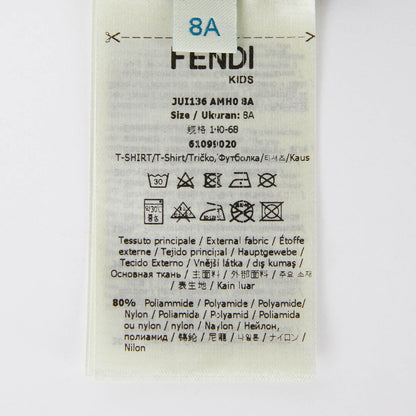 8A
FENDI
KIDS
JUI136 AMH0 8A
Size / Ukuran: 8A
规格 140-68
61099020
T-SHIRT/T-Shirt/Tričko, Футболка/티셔츠/Kaus
30
Tessuto principale / External fabric / Étoffe
externe / Tejido principal / Hauptgewebe /
Tecido Externo / Vnější látka / dış kumaş /
Основная ткань / 主面料 / 外部面料 / 주요 소재
/ 表生地 / Kain luar
80% Poliammide / Polyamide / Polyamide/
Nylon / Poliamida / Polyamid / Poliamida
ou nylon / nylon / Naylon / Нейлон,
полиамид / 锦纶 / 尼龍 / 나일론 / ナイロン /
Nilon